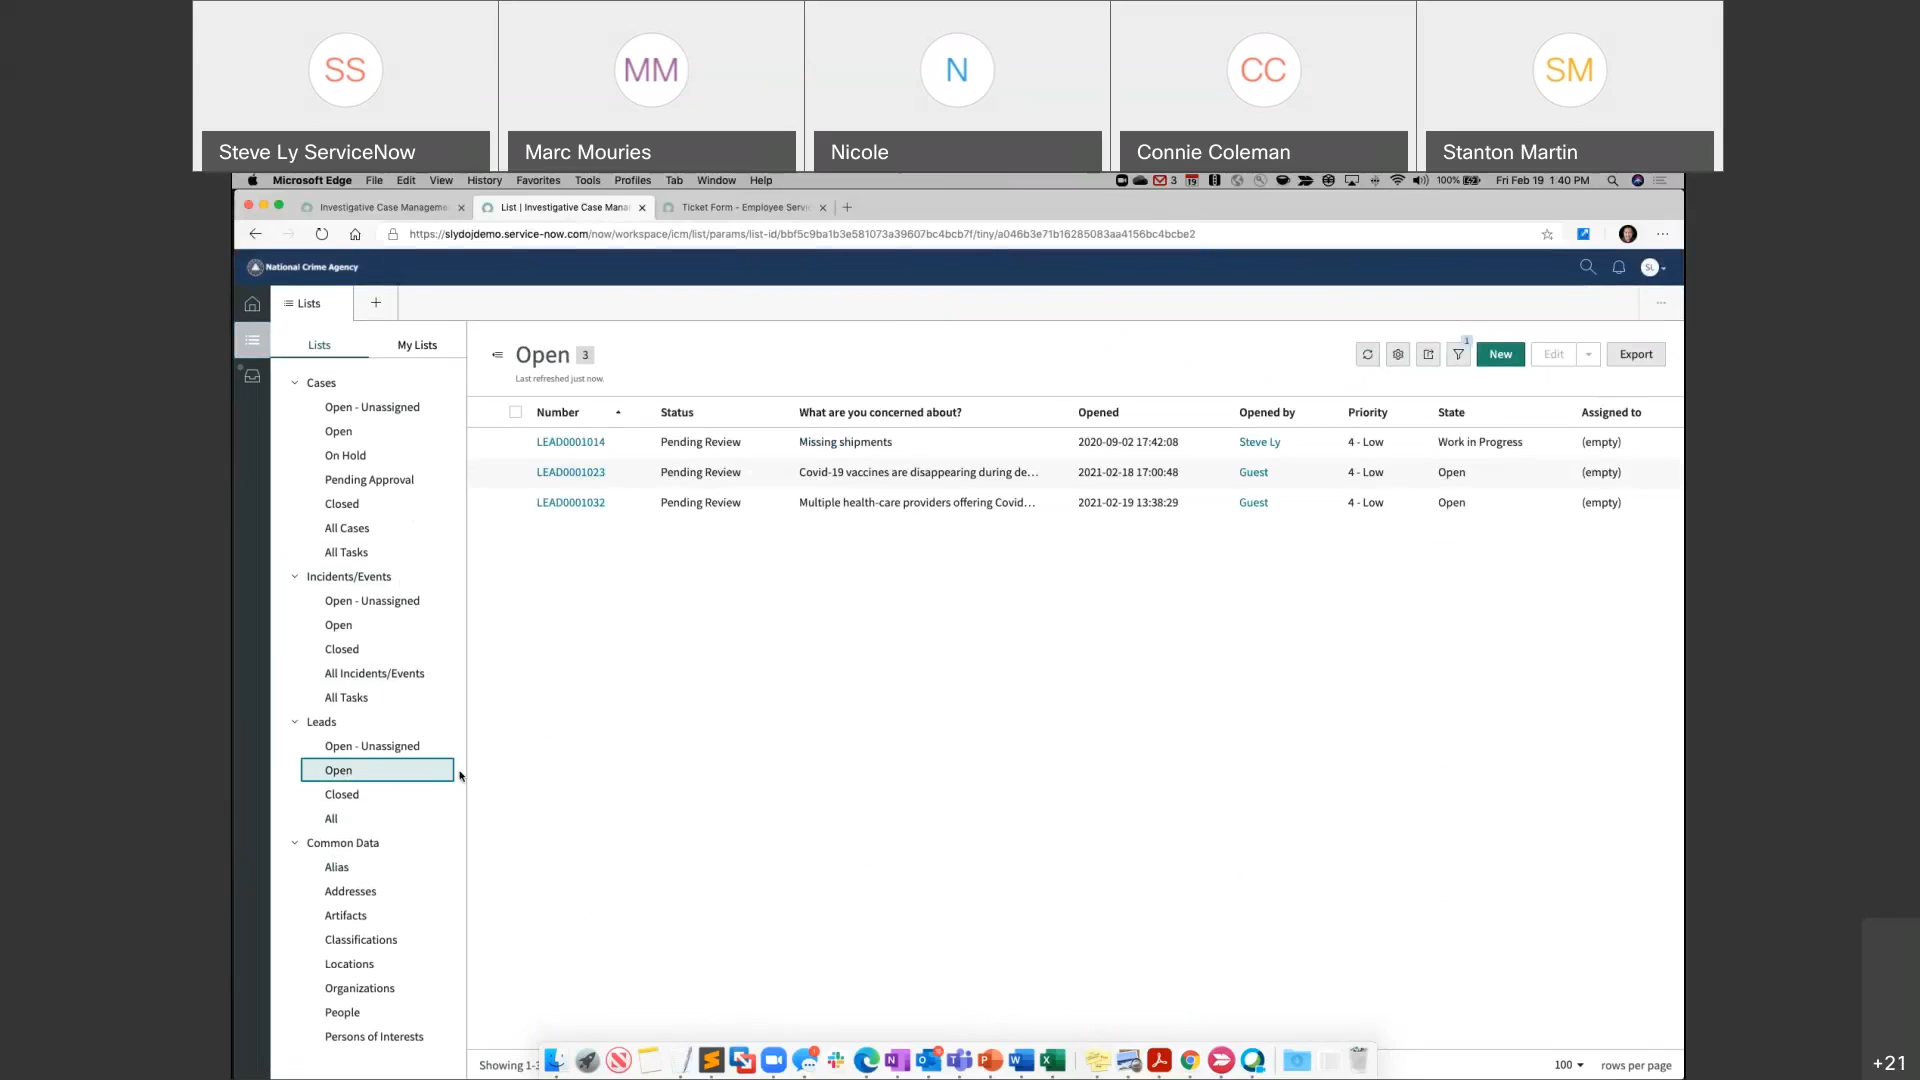 SS MM N CC SM
Steve Ly ServiceNow Marc Mouries Nicole Connie Coleman Stanton Martin
Microsoft Edge File Edit View History Favorites Tools Profiles Tab Window Help 3 19 100% Fri Feb 19 1:40 PM
Investigative Case Manageme List | Investigative Case Mana Ticket Form - Employee Servi
https://slydojdemo.service-now.com/now/workspace/icm/list/params/list-id/bbf5c9ba1b3e581073a39607bc4bcb7f/tiny/a046b3e71b16285083aa4156bc4bcbe2
National Crime Agency SL
Lists
Lists My Lists
Open 3
Last refreshed just now.
1
New Edit Export
Number Status What are you concerned about? Opened Opened by Priority State Assigned to
LEAD0001014 Pending Review Missing shipments 2020-09-02 17:42:08 Steve Ly 4 - Low Work in Progress (empty)
LEAD0001023 Pending Review Covid-19 vaccines are disappearing during de... 2021-02-18 17:00:48 Guest 4 - Low Open (empty)
LEAD0001032 Pending Review Multiple health-care providers offering Covid... 2021-02-19 13:38:29 Guest 4 - Low Open (empty)
Cases
Open - Unassigned
Open
On Hold
Pending Approval
Closed
All Cases
All Tasks
Incidents/Events
Open - Unassigned
Open
Closed
All Incidents/Events
All Tasks
Leads
Open - Unassigned
Open
Closed
All
Common Data
Alias
Addresses
Artifacts
Classifications
Locations
Organizations
People
Persons of Interests
Showing 1-3 100 rows per page
+21